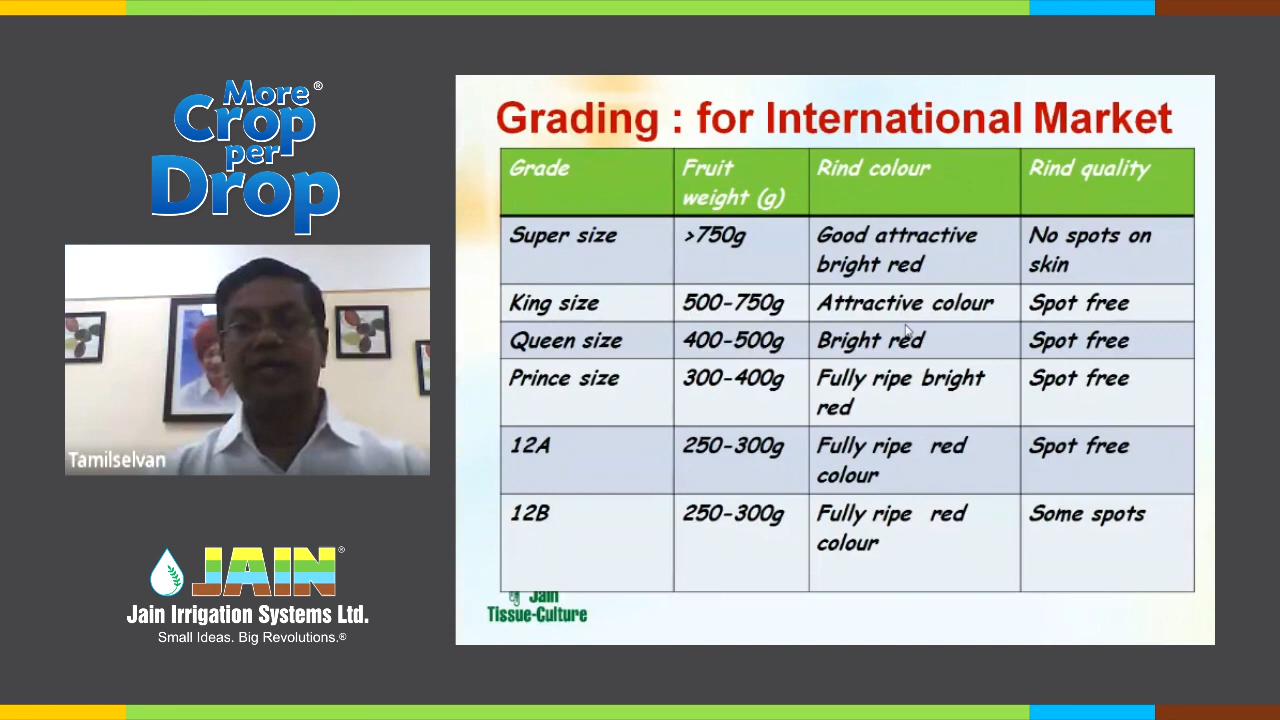 More®
Crop
per
Drop
Tamilselvan
JAIN®
Jain Irrigation Systems Ltd.
Small Ideas. Big Revolutions.®
Grading : for International Market
Grade Fruit weight (g) Rind colour Rind quality
Super size >750g Good attractive bright red No spots on skin
King size 500-750g Attractive colour Spot free
Queen size 400-500g Bright red Spot free
Prince size 300-400g Fully ripe bright red Spot free
12A 250-300g Fully ripe red colour Spot free
12B 250-300g Fully ripe red colour Some spots
Jain
Tissue-Culture